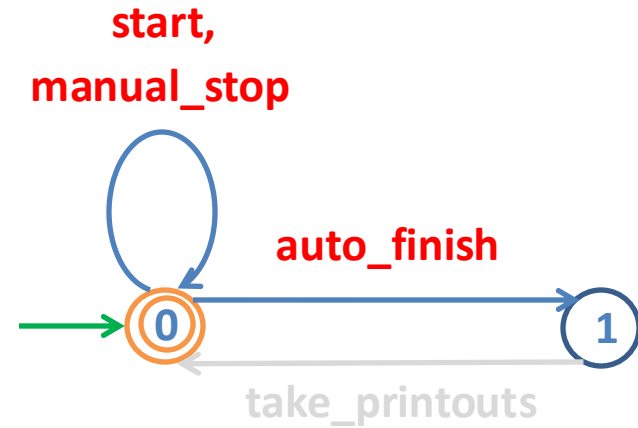 start,
manual_stop
auto_finish
0
1
take_printouts